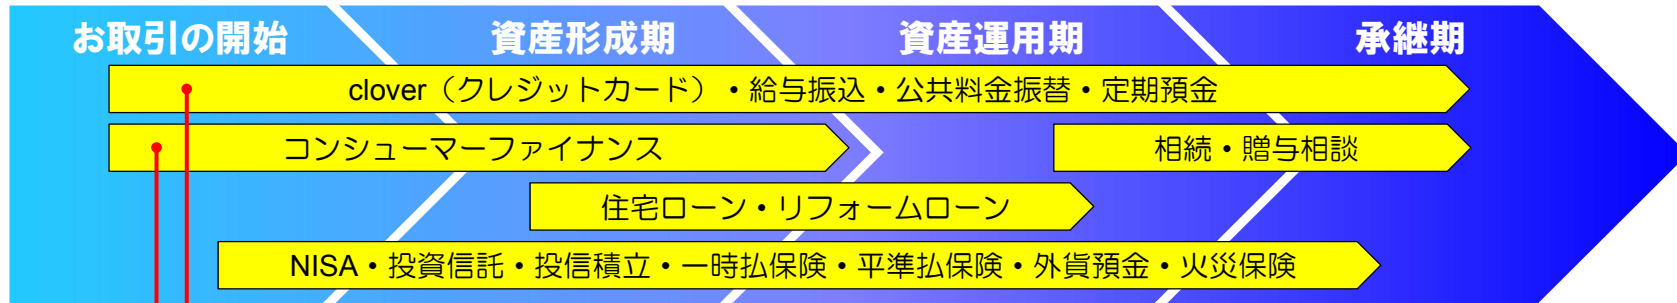 お取引の開始 資産形成期 資産運用期 承継期
clover（クレジットカード）・給与振込・公共料金振替・定期預金
コンシューマーファイナンス 相続・贈与相談
住宅ローン・リフォームローン
NISA・投資信託・投信積立・一時払保険・平準払保険・外貨預金・火災保険